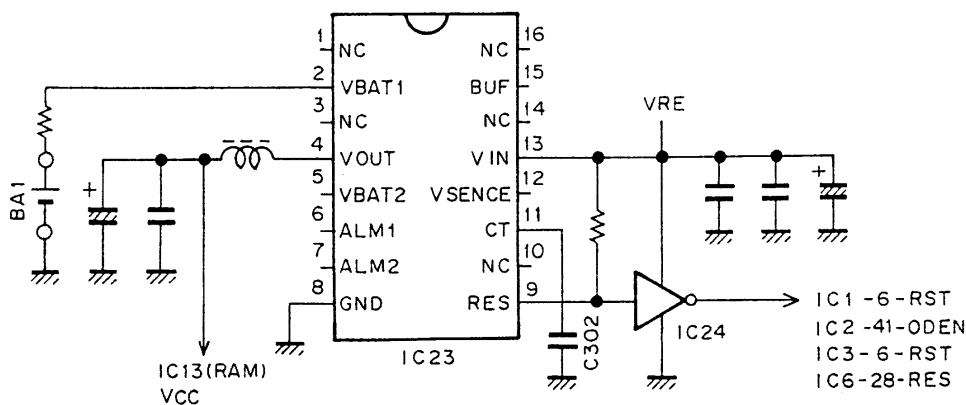 1 NC
2 VBAT1
3 NC
4 VOUT
5 VBAT2
6 ALM1
7 ALM2
8 GND
16 NC
15 BUF
14 NC
13 VIN
12 VSENCE
11 CT
10 NC
9 RES
IC23
BA1
+
IC13(RAM)
VCC
VRE
+
C302
IC24
IC1-6-RST
IC2-41-ODEN
IC3-6-RST
IC6-28-RES